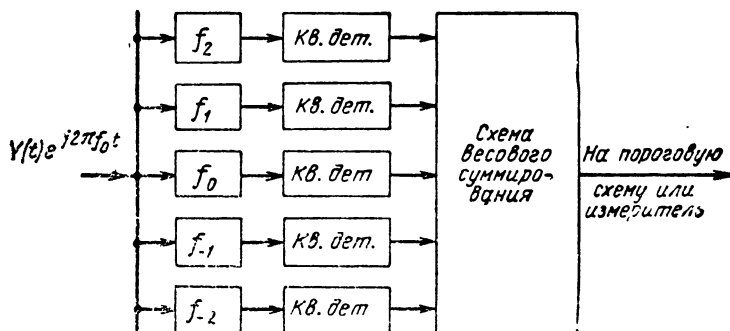 f₂ кв. дет.
f₁ кв. дет.
Y(t)e^{j2πf₀t}
f₀ кв. дет
f₋₁ кв. дет.
f₋₂ кв. дет
Схема
весового
суммиро-
вания
На пороговую
схему или
измеритель